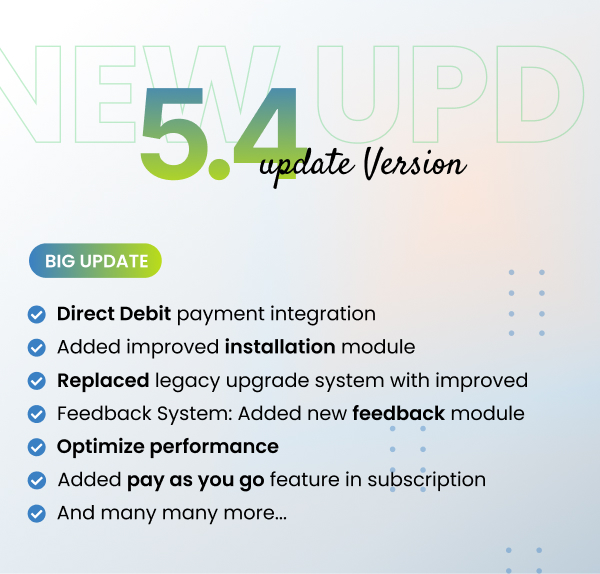 NEW UPD
5.4
update Version
BIG UPDATE
Direct Debit payment integration
Added improved installation module
Replaced legacy upgrade system with improved
Feedback System: Added new feedback module
Optimize performance
Added pay as you go feature in subscription
And many many more...